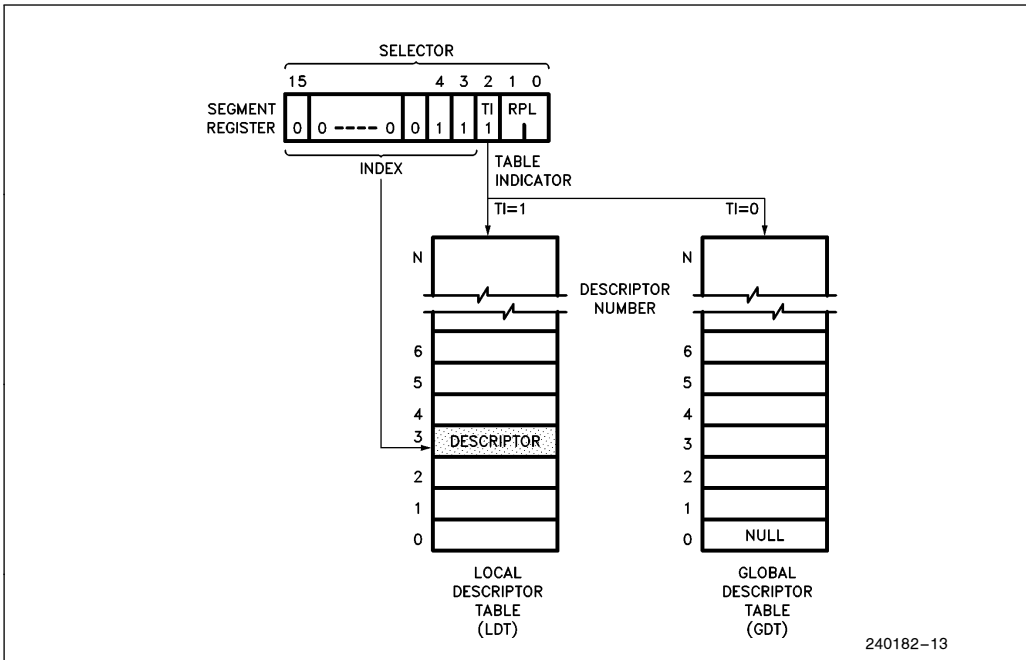 SELECTOR
15 4 3 2 1 0
SEGMENT REGISTER
TI RPL
0 0 ---- 0 0 1 1 1
INDEX
TABLE INDICATOR
TI=1 TI=0
N
6
5
4
3
2
1
0
DESCRIPTOR
DESCRIPTOR NUMBER
N
6
5
4
3
2
1
0
NULL
LOCAL
DESCRIPTOR
TABLE
(LDT)
GLOBAL
DESCRIPTOR
TABLE
(GDT)
240182–13